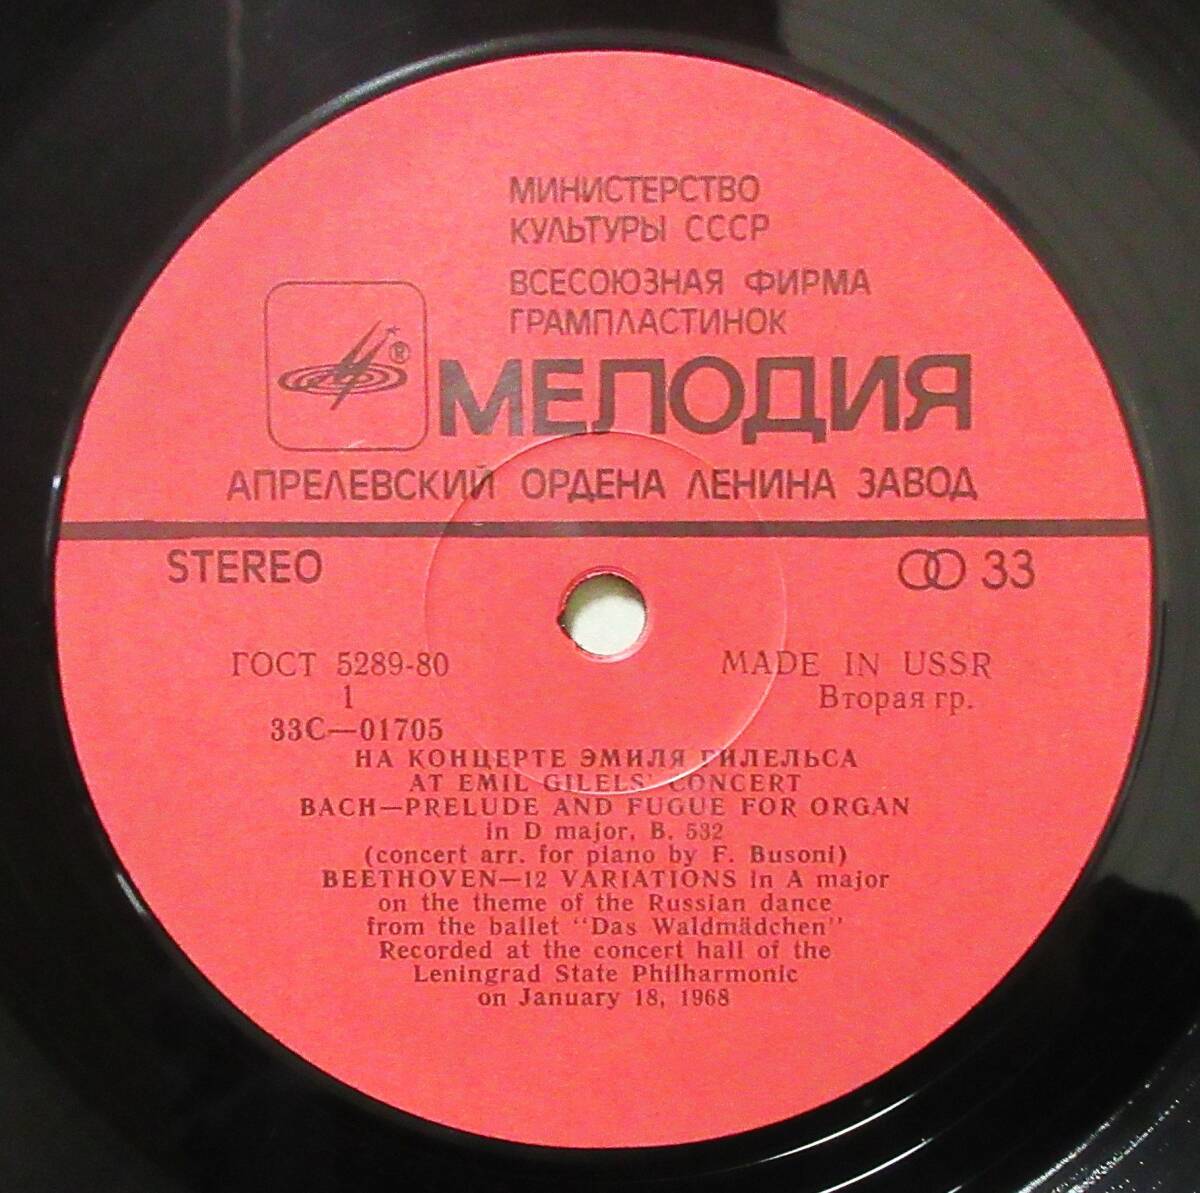 МИНИСТЕРСТВО
КУЛЬТУРЫ СССР
ВСЕСОЮЗНАЯ ФИРМА
ГРАМПЛАСТИНОК
®
МЕЛОДИЯ
АПРЕЛЕВСКИЙ ОРДЕНА ЛЕНИНА ЗАВОД
STEREO
33
ГОСТ 5289-80
MADE IN USSR
1
Вторая гр.
33С—01705
НА КОНЦЕРТЕ ЭМИЛЯ ГИЛЕЛЬСА
AT EMIL GILELS' CONCERT
BACH—PRELUDE AND FUGUE FOR ORGAN
in D major, B. 532
(concert arr. for piano by F. Busoni)
BEETHOVEN—12 VARIATIONS in A major
on the theme of the Russian dance
from the ballet "Das Waldmädchen"
Recorded at the concert hall of the
Leningrad State Philharmonic
on January 18, 1968